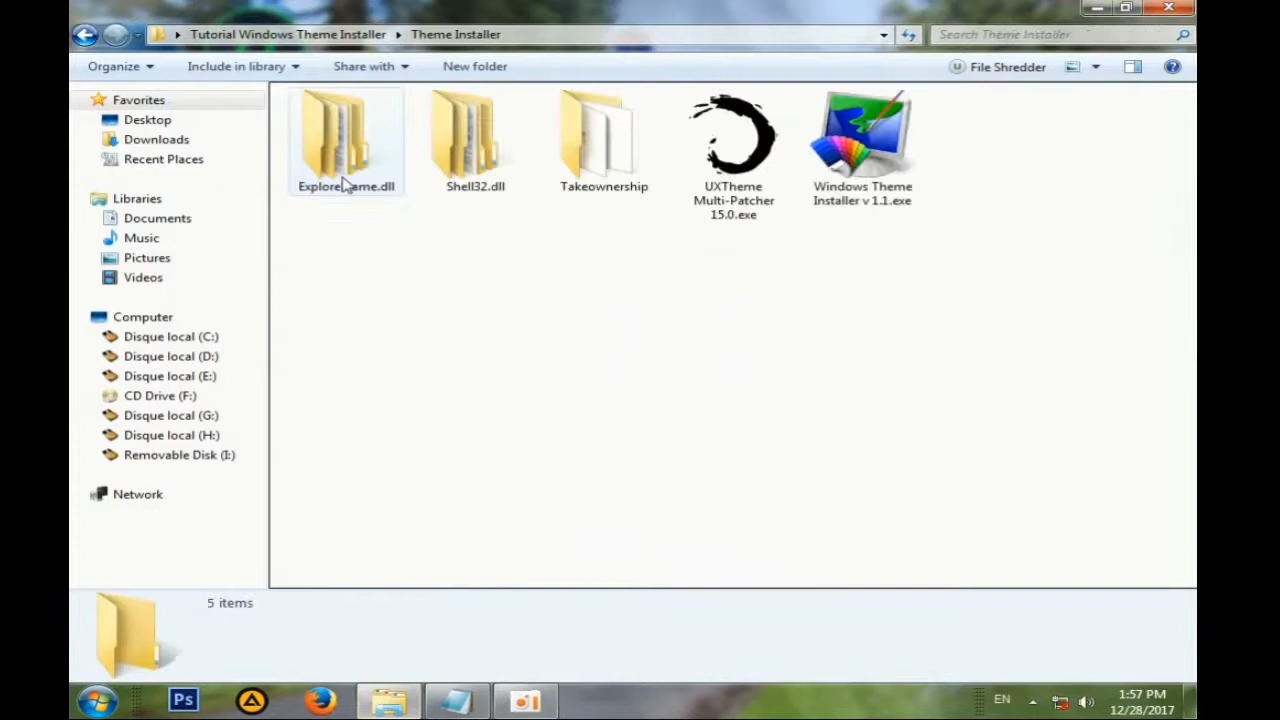 Tutorial Windows Theme Installer
Theme Installer
Search Theme Installer
Organize
Include in library
Share with
New folder
File Shredder
Favorites
Desktop
Downloads
Recent Places
Libraries
Documents
Music
Pictures
Videos
Computer
Disque local (C:)
Disque local (D:)
Disque local (E:)
CD Drive (F:)
Disque local (G:)
Disque local (H:)
Removable Disk (I:)
Network
Shell32.dll
Takeownership
UXTheme
Multi-Patcher
15.0.exe
Windows Theme
Installer v 1.1.exe
5 items
Ps
EN
1:57 PM
12/28/2017